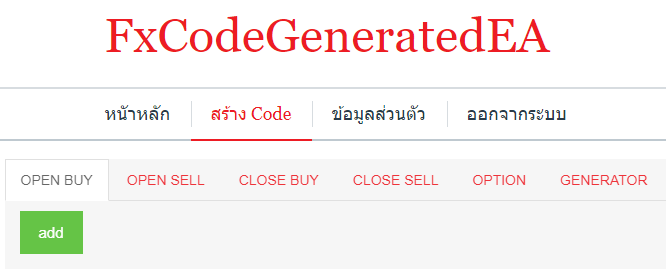 FxCodeGeneratedEA
หน้าหลัก สร้าง Code ข้อมูลส่วนตัว ออกจากระบบ
OPEN BUY OPEN SELL CLOSE BUY CLOSE SELL OPTION GENERATOR
add